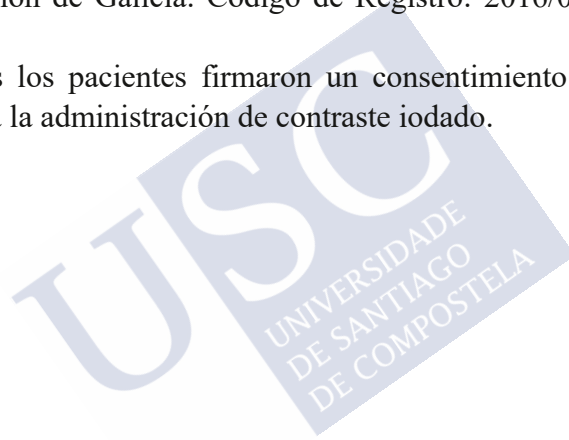 ión de Galicia. Código de Registro: 2016/0
s los pacientes firmaron un consentimiento
a la administración de contraste iodado.
USC
UNIVERSIDADE
DE SANTIAGO
DE COMPOSTELA